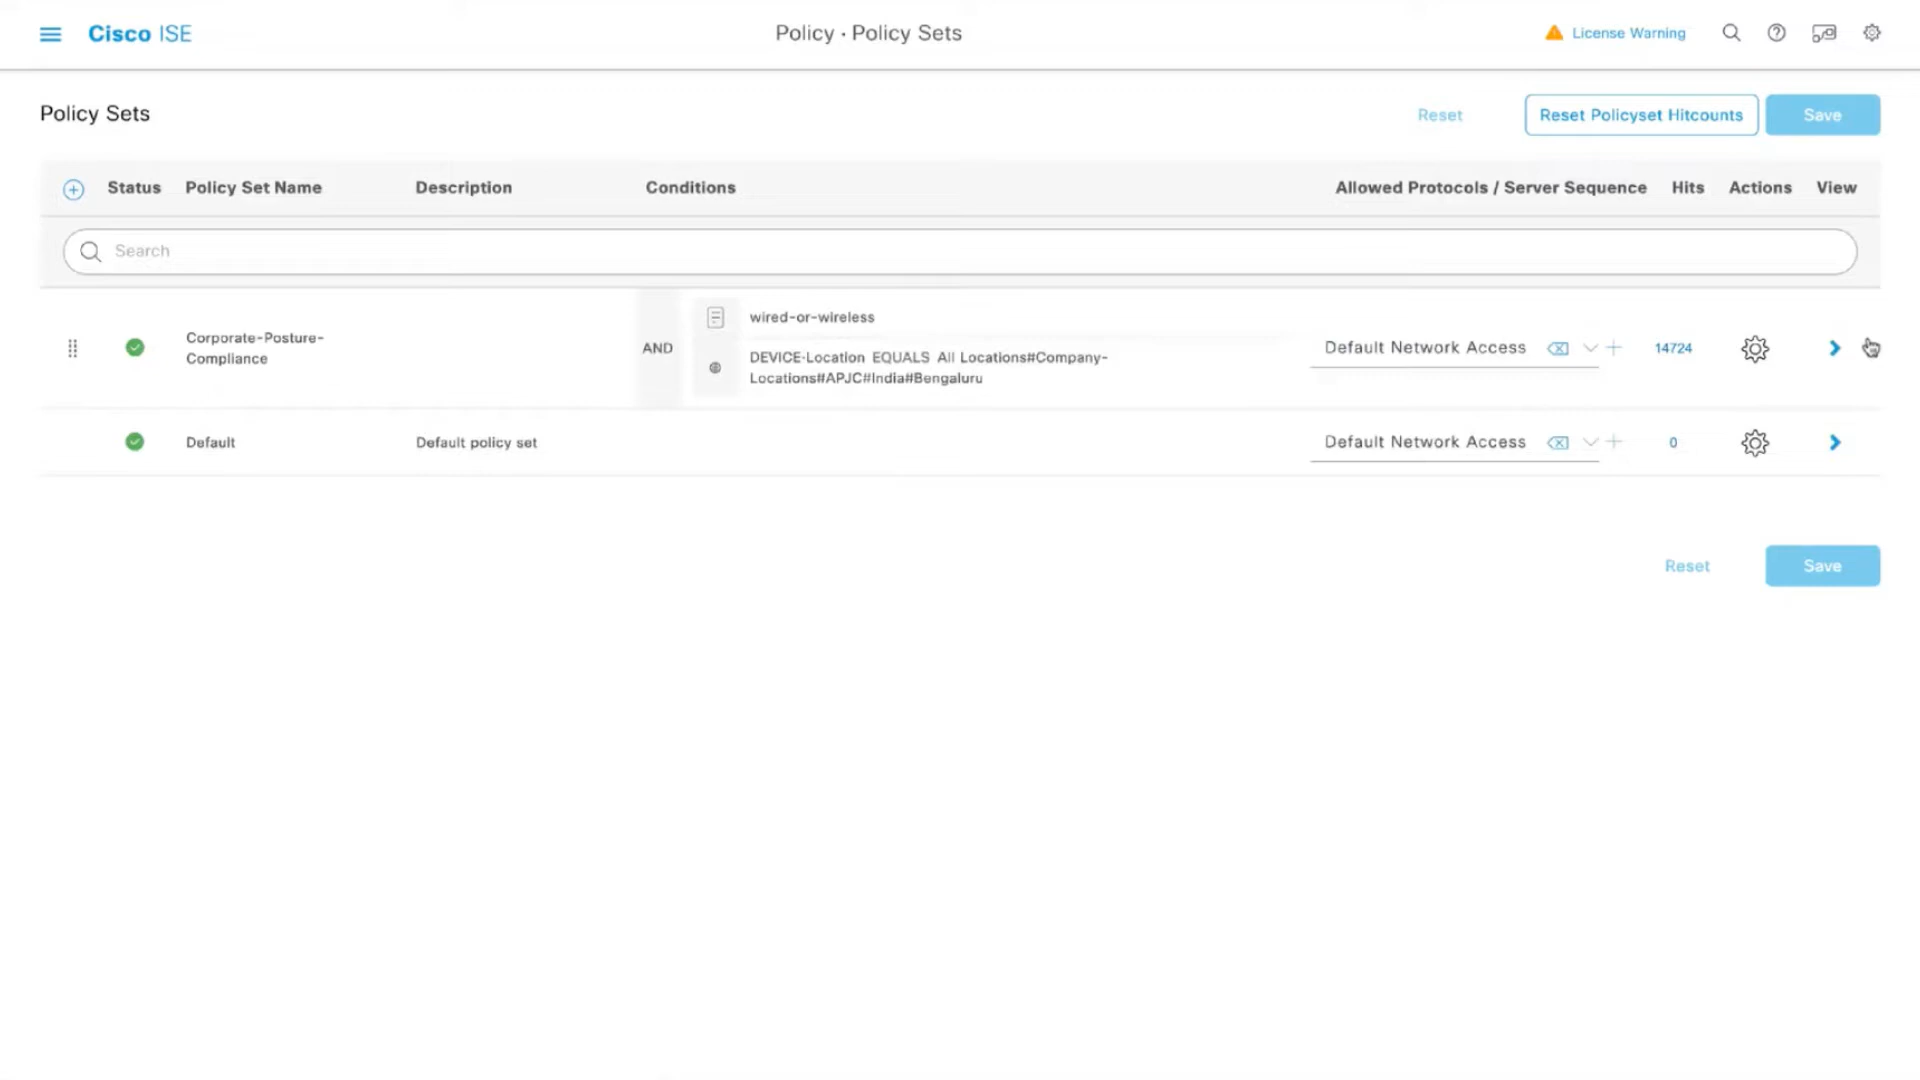 Cisco ISE
Policy · Policy Sets
License Warning
Policy Sets
Reset
Reset Policyset Hitcounts
Save
Status
Policy Set Name
Description
Conditions
Allowed Protocols / Server Sequence
Hits
Actions
View
Search
Corporate-Posture-
Compliance
AND
wired-or-wireless
DEVICE·Location EQUALS All Locations#Company-
Locations#APJC#India#Bengaluru
Default Network Access
14724
Default
Default policy set
Default Network Access
0
Reset
Save